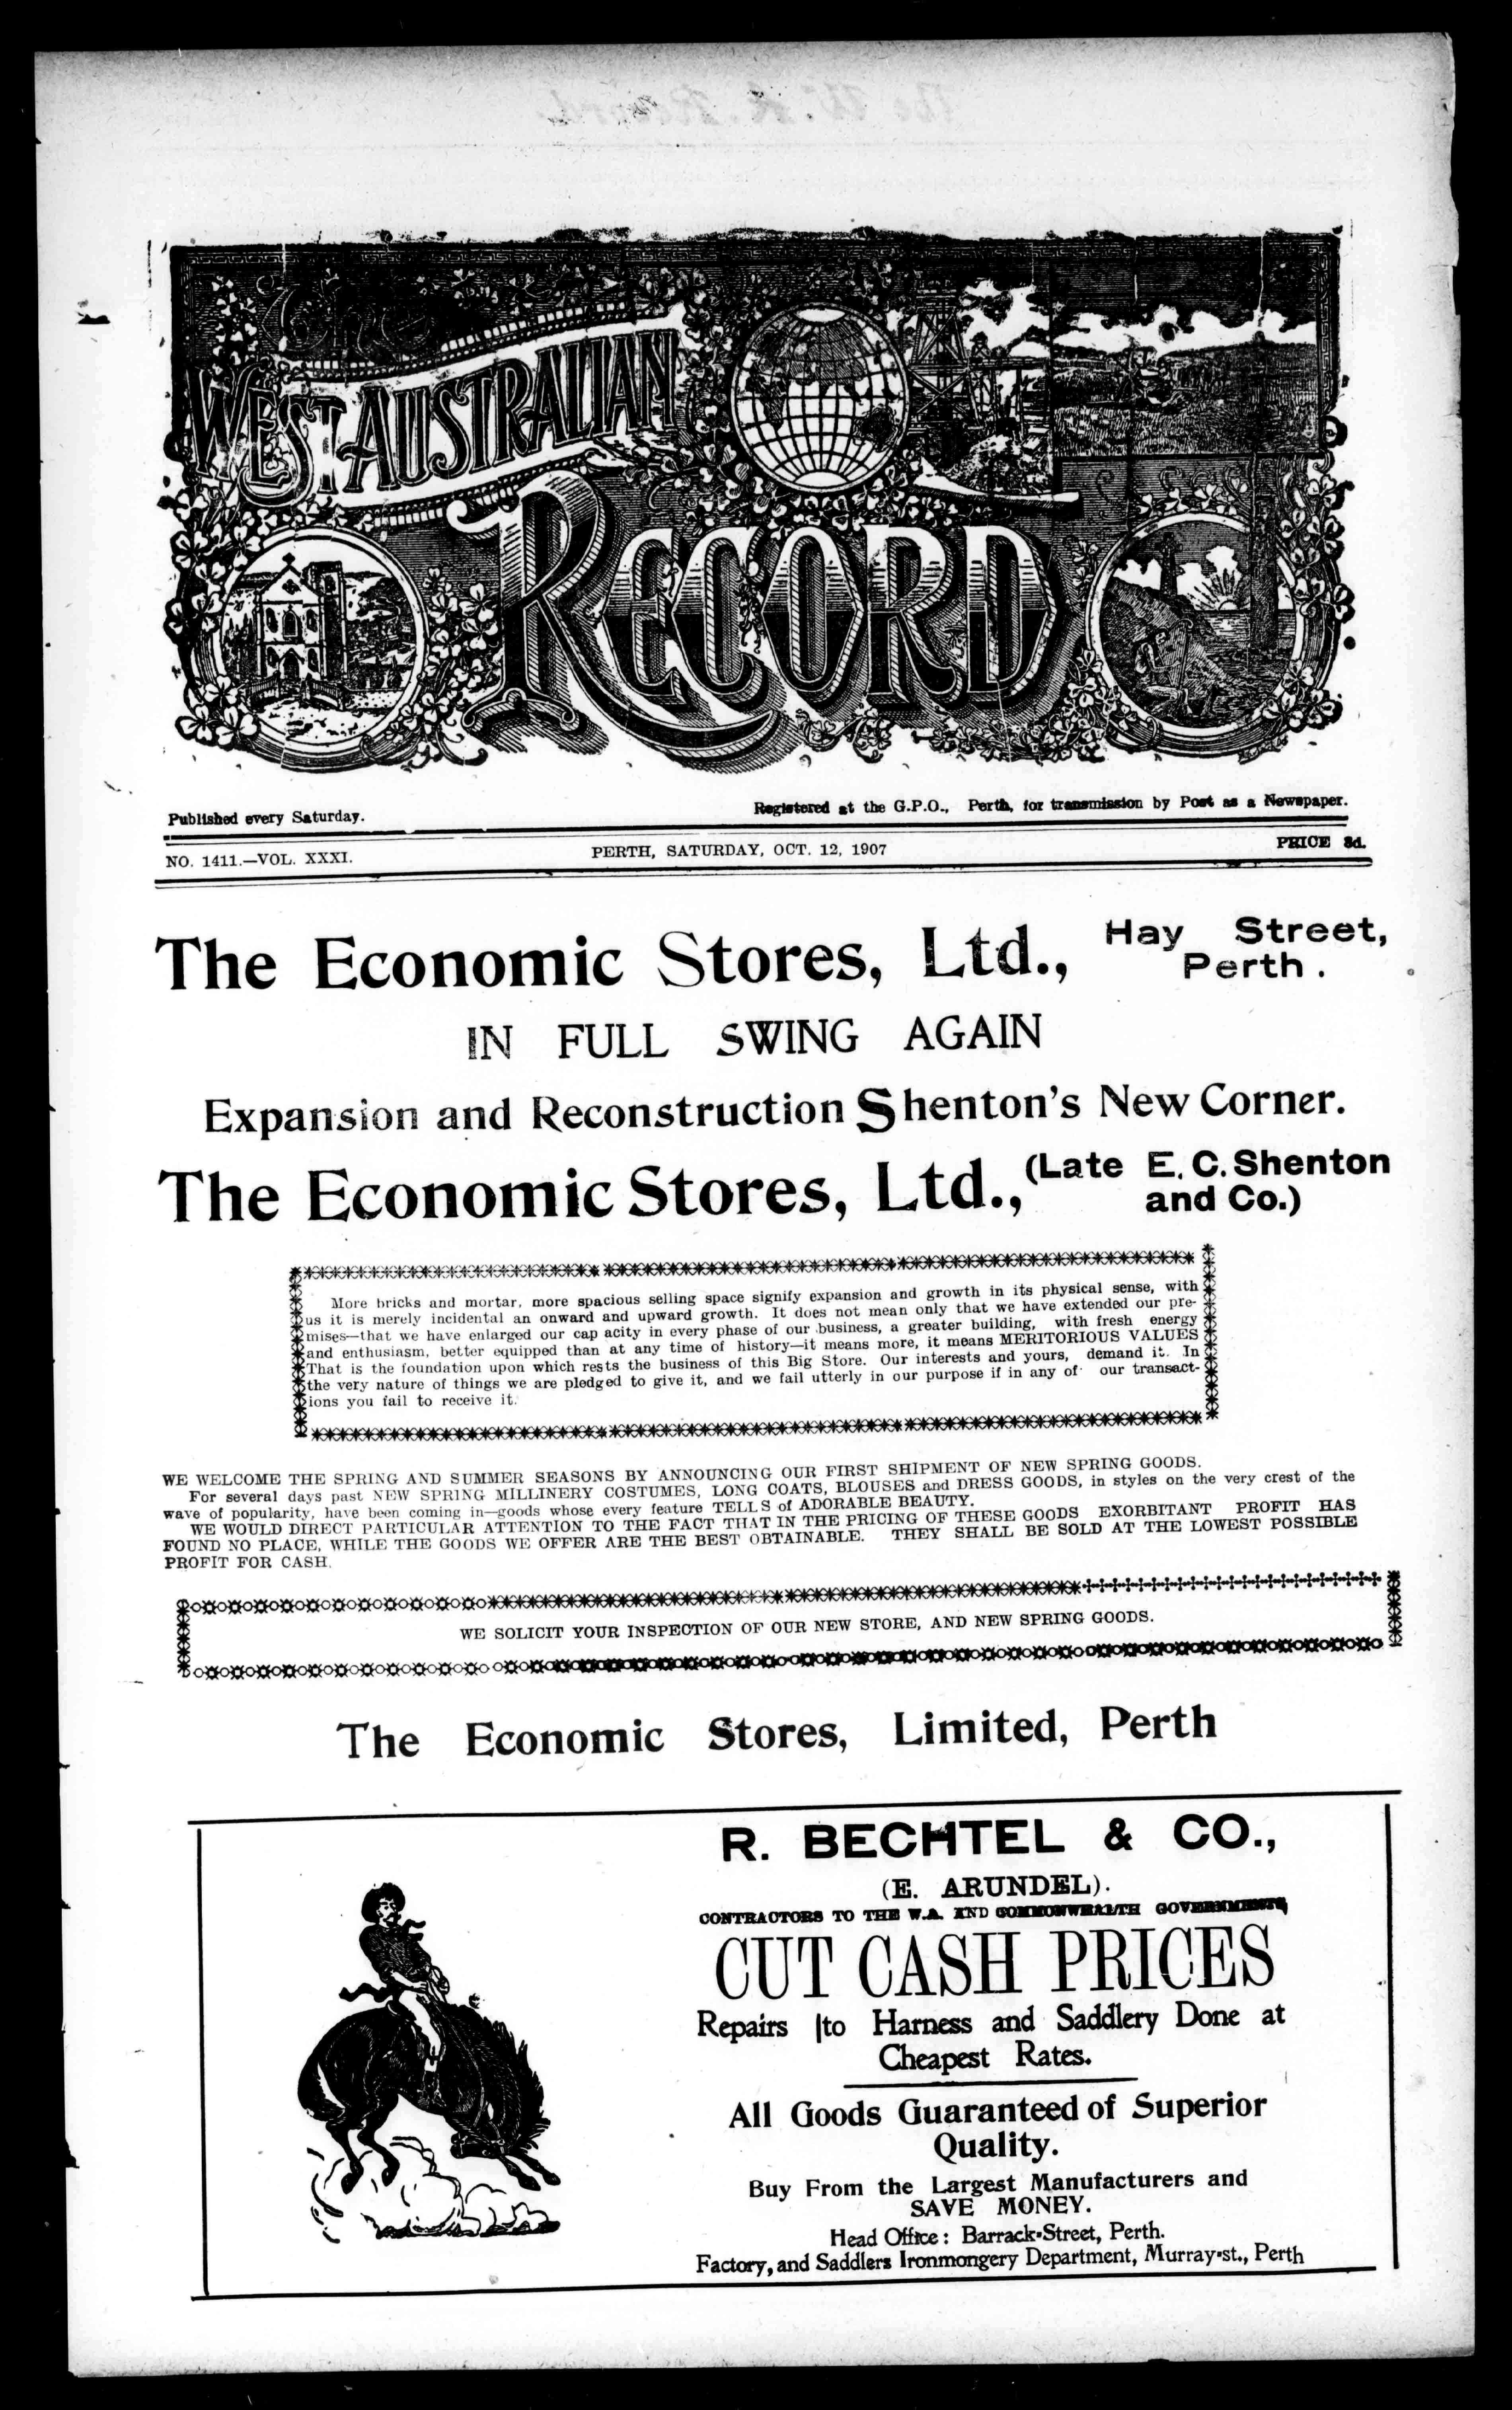 The
WEST AUSTRALIAN
RECORD
Published every Saturday.
Registered at the G.P.O., Perth, for transmission by Post as a Newspaper.
NO. 1411.—VOL. XXXI.
PERTH, SATURDAY, OCT. 12, 1907
PRICE 3d.
The Economic Stores, Ltd., Hay Street,
Perth.
IN FULL SWING AGAIN
Expansion and Reconstruction Shenton's New Corner.
The Economic Stores, Ltd., (Late E. C. Shenton
and Co.)
More bricks and mortar, more spacious selling space signify expansion and growth in its physical sense, with
us it is merely incidental an onward and upward growth. It does not mean only that we have extended our pre-
mises—that we have enlarged our cap acity in every phase of our business, a greater building, with fresh energy
and enthusiasm, better equipped than at any time of history—it means more, it means MERITORIOUS VALUES
That is the foundation upon which rests the business of this Big Store. Our interests and yours, demand it. In
the very nature of things we are pledged to give it, and we fail utterly in our purpose if in any of our transact-
ions you fail to receive it.
WE WELCOME THE SPRING AND SUMMER SEASONS BY ANNOUNCING OUR FIRST SHIPMENT OF NEW SPRING GOODS.
For several days past NEW SPRING MILLINERY COSTUMES, LONG COATS, BLOUSES and DRESS GOODS, in styles on the very crest of the
wave of popularity, have been coming in—goods whose every feature TELLS of ADORABLE BEAUTY.
WE WOULD DIRECT PARTICULAR ATTENTION TO THE FACT THAT IN THE PRICING OF THESE GOODS EXORBITANT PROFIT HAS
FOUND NO PLACE, WHILE THE GOODS WE OFFER ARE THE BEST OBTAINABLE. THEY SHALL BE SOLD AT THE LOWEST POSSIBLE
PROFIT FOR CASH.
WE SOLICIT YOUR INSPECTION OF OUR NEW STORE, AND NEW SPRING GOODS.
The Economic Stores, Limited, Perth
R. BECHTEL & CO.,
(E. ARUNDEL).
CONTRACTORS TO THE W.A. AND COMMONWEALTH GOVERNMENTS,
CUT CASH PRICES
Repairs to Harness and Saddlery Done at
Cheapest Rates.
All Goods Guaranteed of Superior
Quality.
Buy From the Largest Manufacturers and
SAVE MONEY.
Head Office: Barrack-Street, Perth.
Factory, and Saddlers Ironmongery Department, Murray-st., Perth